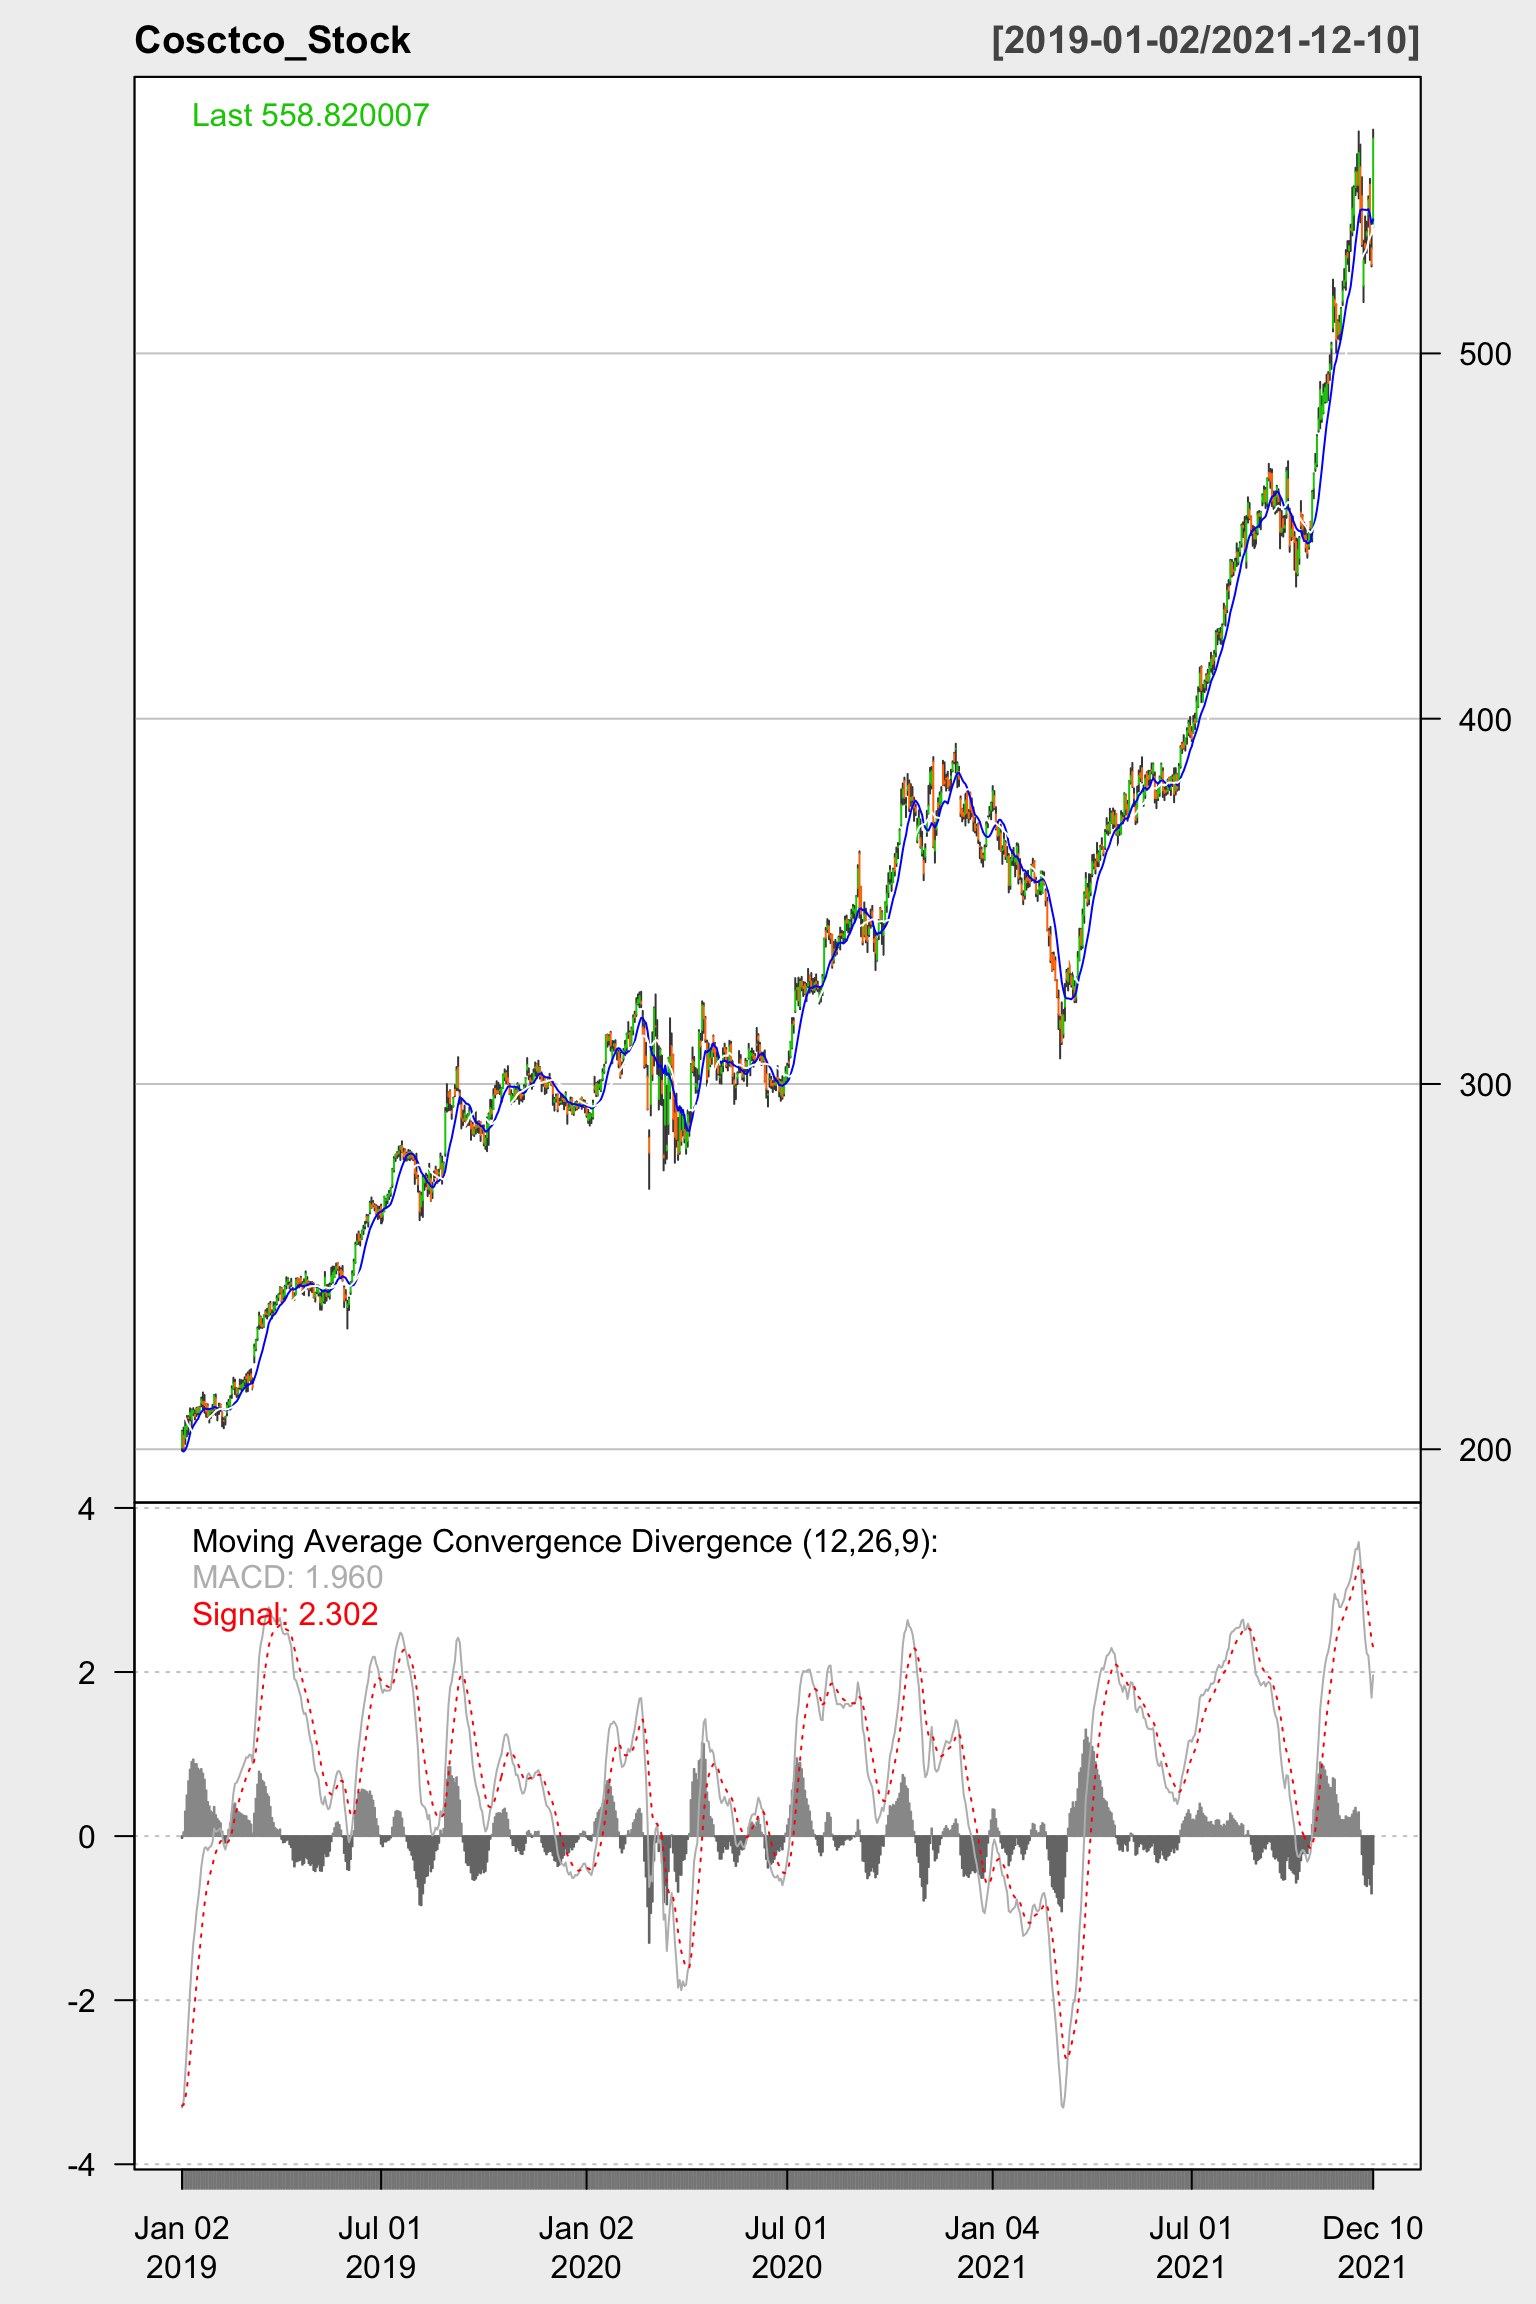 Cosctco_Stock [2019-01-02/2021-12-10]
Last 558.820007
500
400
300
200
Moving Average Convergence Divergence (12,26,9):
MACD: 1.960
Signal: 2.302
4
2
0
-2
-4
Jan 02 Jul 01 Jan 02 Jul 01 Jan 04 Jul 01 Dec 10
2019 2019 2020 2020 2021 2021 2021